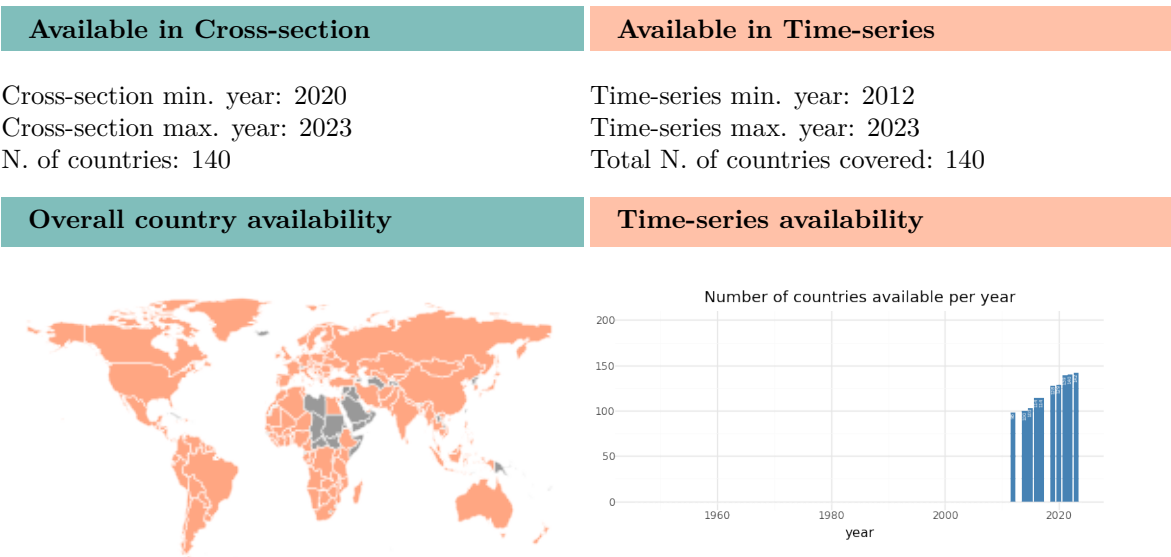 Available in Cross-section
Available in Time-series
Cross-section min. year: 2020
Cross-section max. year: 2023
N. of countries: 140
Time-series min. year: 2012
Time-series max. year: 2023
Total N. of countries covered: 140
Overall country availability
Time-series availability
Number of countries available per year
200
150
100
50
0
1960
1980
2000
2020
year